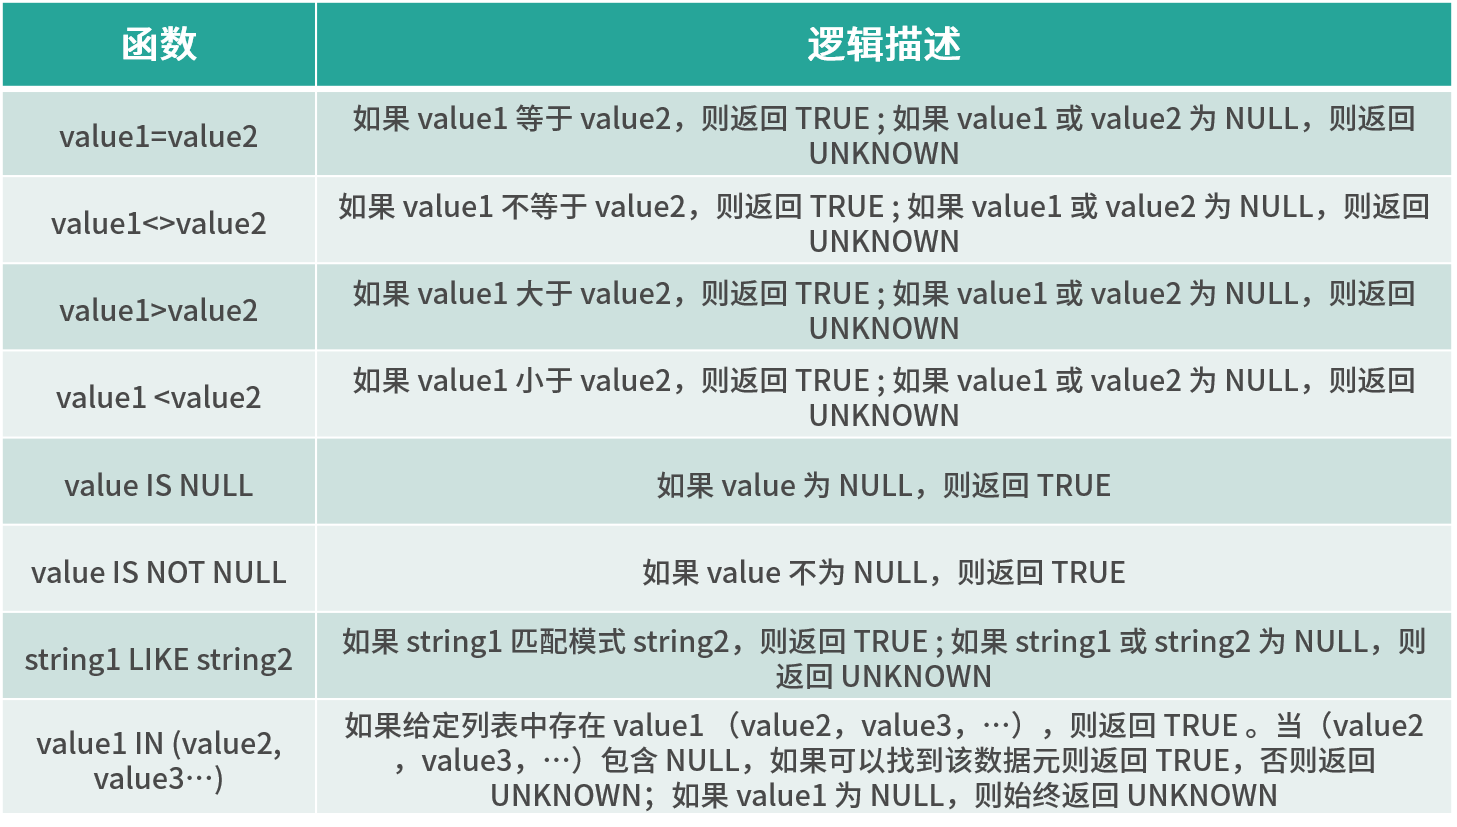 函数
逻辑描述
value1=value2
如果 value1 等于 value2，则返回 TRUE ; 如果 value1 或 value2 为 NULL，则返回
UNKNOWN
value1<>value2
如果 value1 不等于 value2，则返回 TRUE ; 如果 value1 或 value2 为 NULL，则返回
UNKNOWN
value1>value2
如果 value1 大于 value2，则返回 TRUE ; 如果 value1 或 value2 为 NULL，则返回
UNKNOWN
value1 <value2
如果 value1 小于 value2，则返回 TRUE ; 如果 value1 或 value2 为 NULL，则返回
UNKNOWN
value IS NULL
如果 value 为 NULL，则返回 TRUE
value IS NOT NULL
如果 value 不为 NULL，则返回 TRUE
string1 LIKE string2
如果 string1 匹配模式 string2，则返回 TRUE ; 如果 string1 或 string2 为 NULL，则
返回 UNKNOWN
value1 IN (value2,
value3…)
如果给定列表中存在 value1 （value2，value3，…），则返回 TRUE 。当（value2
，value3，…）包含 NULL，如果可以找到该数据元则返回 TRUE，否则返回
UNKNOWN；如果 value1 为 NULL，则始终返回 UNKNOWN